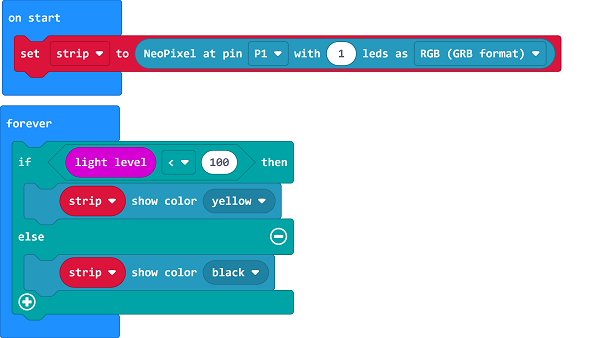 on start
set strip to NeoPixel at pin P1 with 1 leds as RGB (GRB format)
forever
if light level < 100 then
strip show color yellow
else
strip show color black